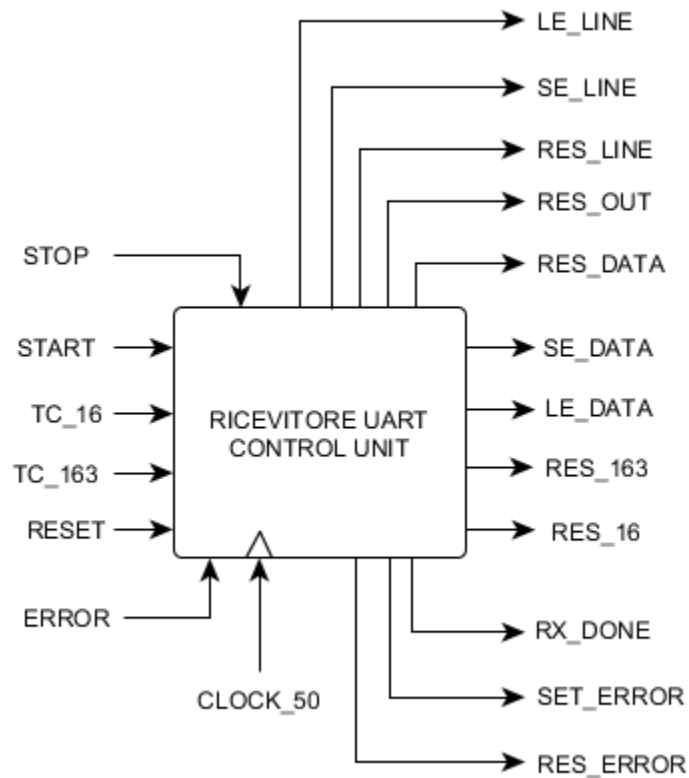 LE_LINE
SE_LINE
RES_LINE
RES_OUT
STOP
RES_DATA
START
SE_DATA
TC_16
RICEVITORE UART
CONTROL UNIT
LE_DATA
TC_163
RES_163
RESET
RES_16
ERROR
RX_DONE
CLOCK_50
SET_ERROR
RES_ERROR